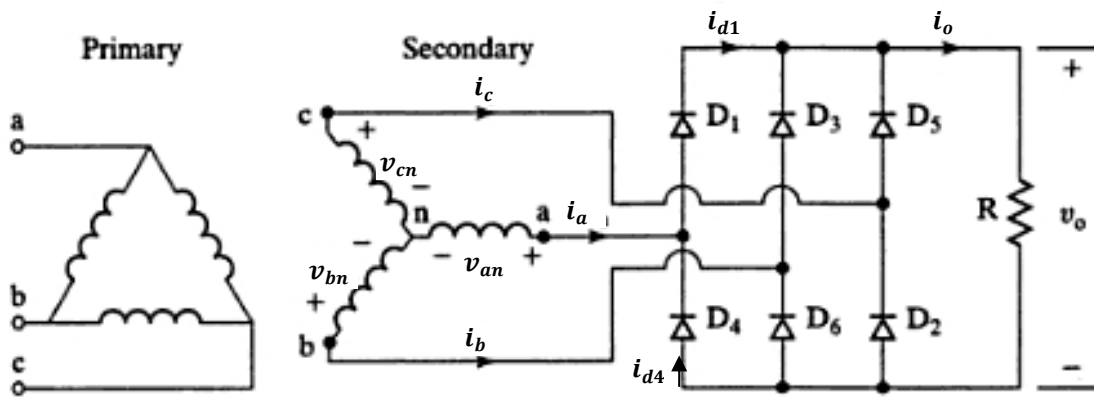 Primary
Secondary
a
b
c
c
b
n
a
+
v_cn
−
−
v_bn
+
−
v_an
+
i_c
i_a
i_b
i_d1
i_o
D₁
D₃
D₅
D₄
D₆
D₂
i_d4
R
+
v_o
−